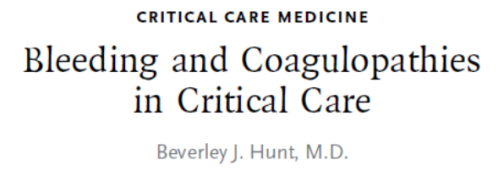 CRITICAL CARE MEDICINE
Bleeding and Coagulopathies
in Critical Care
Beverley J. Hunt, M.D.